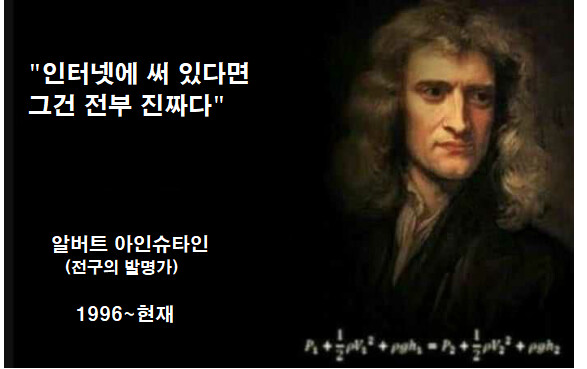 "인터넷에 써 있다면
그건 전부 진짜다"
알버트 아인슈타인
(전구의 발명가)
1996~현재
P₁ + ½ρV₁² + ρgh₁ = P₂ + ½ρV₂² + ρgh₂